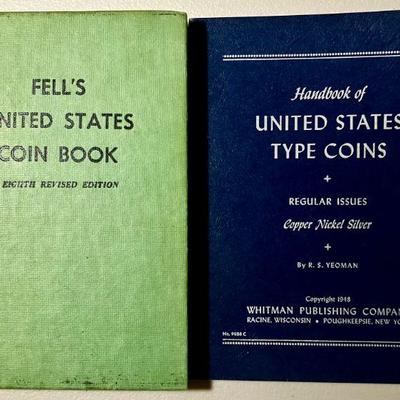 FELL'S
UNITED STATES
COIN BOOK
EIGHTH REVISED EDITION
Handbook of
UNITED STATES
TYPE COINS
REGULAR ISSUES
Copper Nickel Silver
By R. S. YEOMAN
Copyright 1948
WHITMAN PUBLISHING COMPANY
RACINE, WISCONSIN • POUGHKEEPSIE, NEW YORK